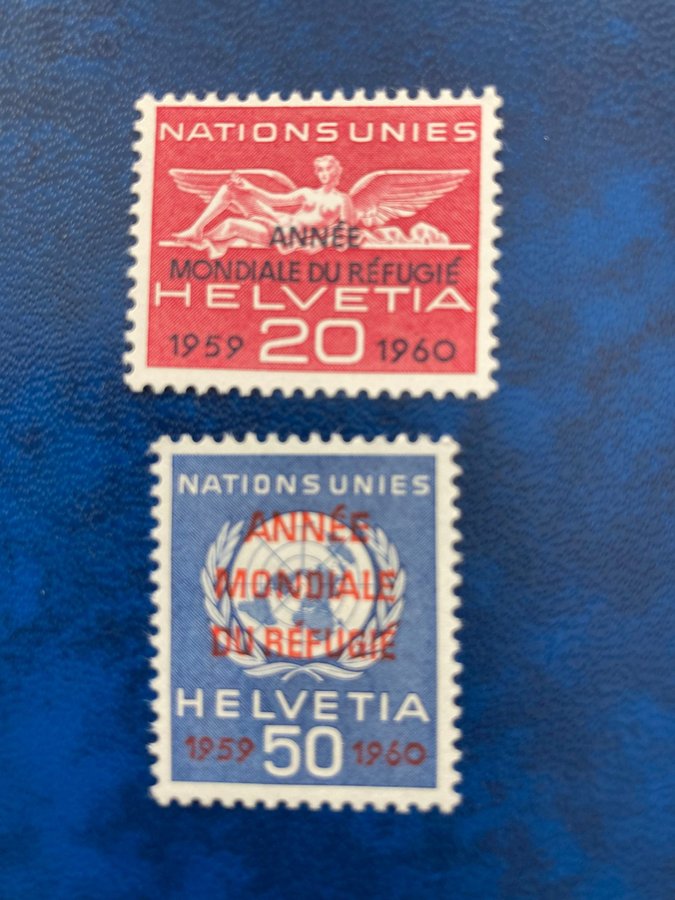 NATIONS UNIES
ANNÉE
MONDIALE DU RÉFUGIÉ
HELVETIA
1959 20 1960
NATIONS UNIES
ANNÉE
MONDIALE
DU RÉFUGIÉ
HELVETIA
1959 50 1960